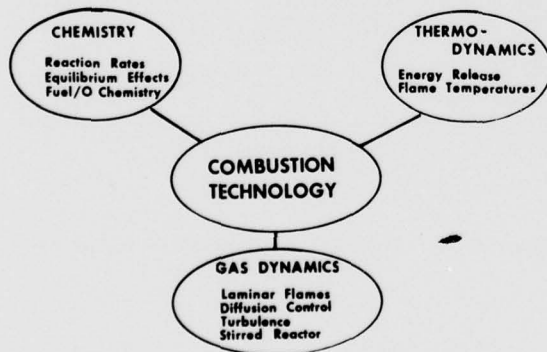 CHEMISTRY
Reaction Rates
Equilibrium Effects
Fuel/O Chemistry
THERMO-
DYNAMICS
Energy Release
Flame Temperatures
COMBUSTION
TECHNOLOGY
GAS DYNAMICS
Laminar Flames
Diffusion Control
Turbulence
Stirred Reactor